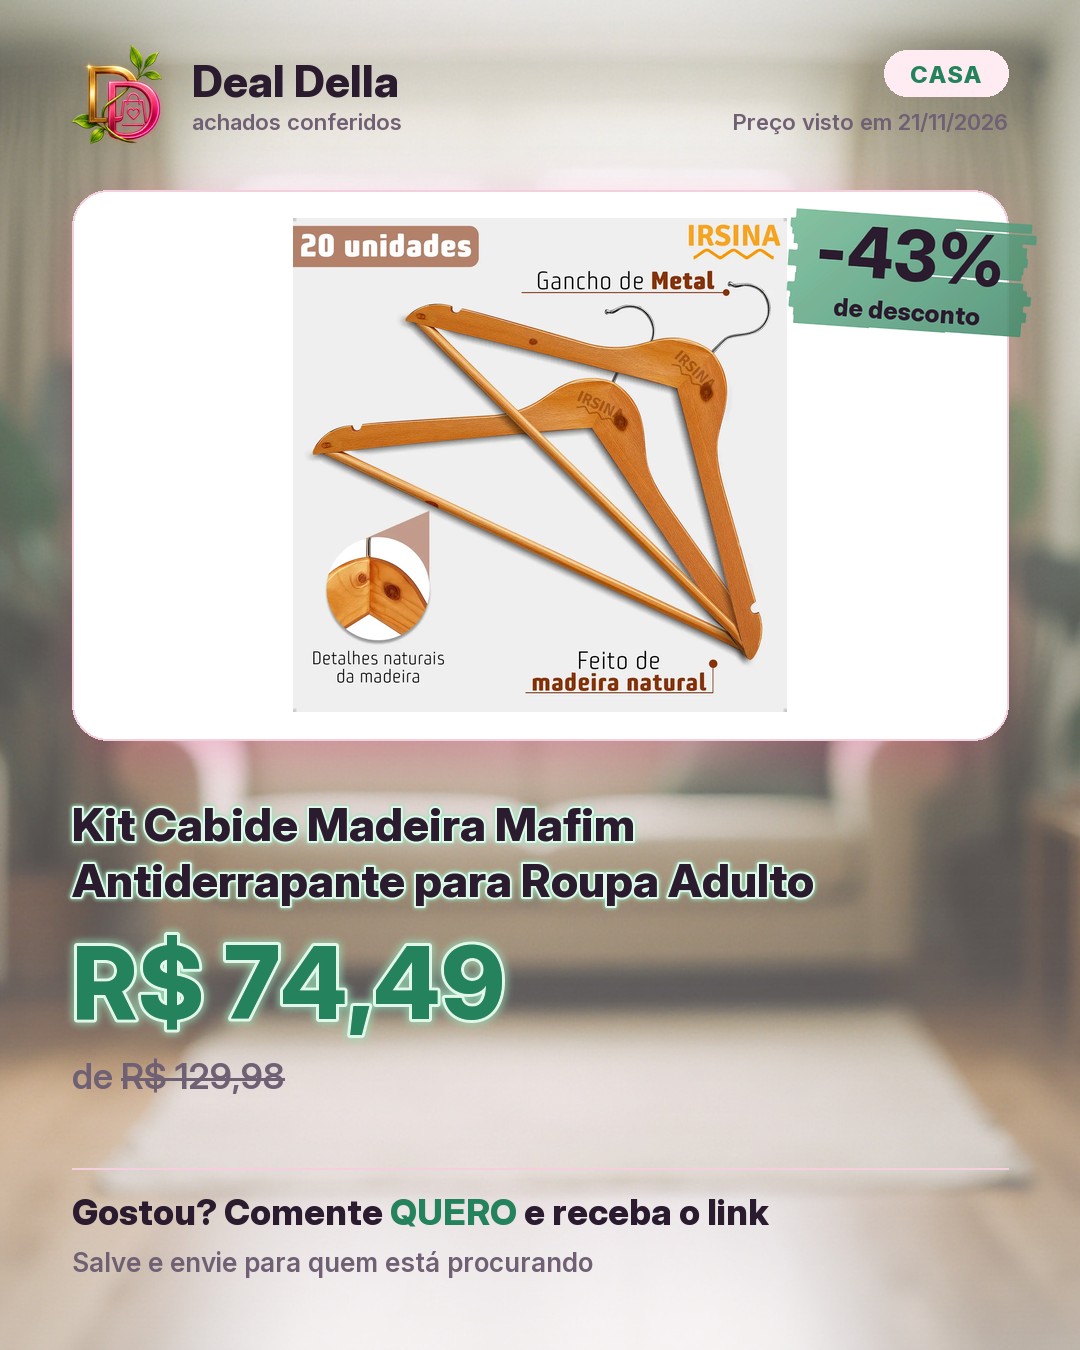 Deal Della
achados conferidos
CASA
Preço visto em 21/11/2026
20 unidades
IRSINA
Gancho de Metal
-43%
de desconto
IRSINA
IRSINA
Detalhes naturais
da madeira
Feito de
madeira natural
Kit Cabide Madeira Mafim
Antiderrapante para Roupa Adulto
R$ 74,49
de R$ 129,98
Gostou? Comente QUERO e receba o link
Salve e envie para quem está procurando